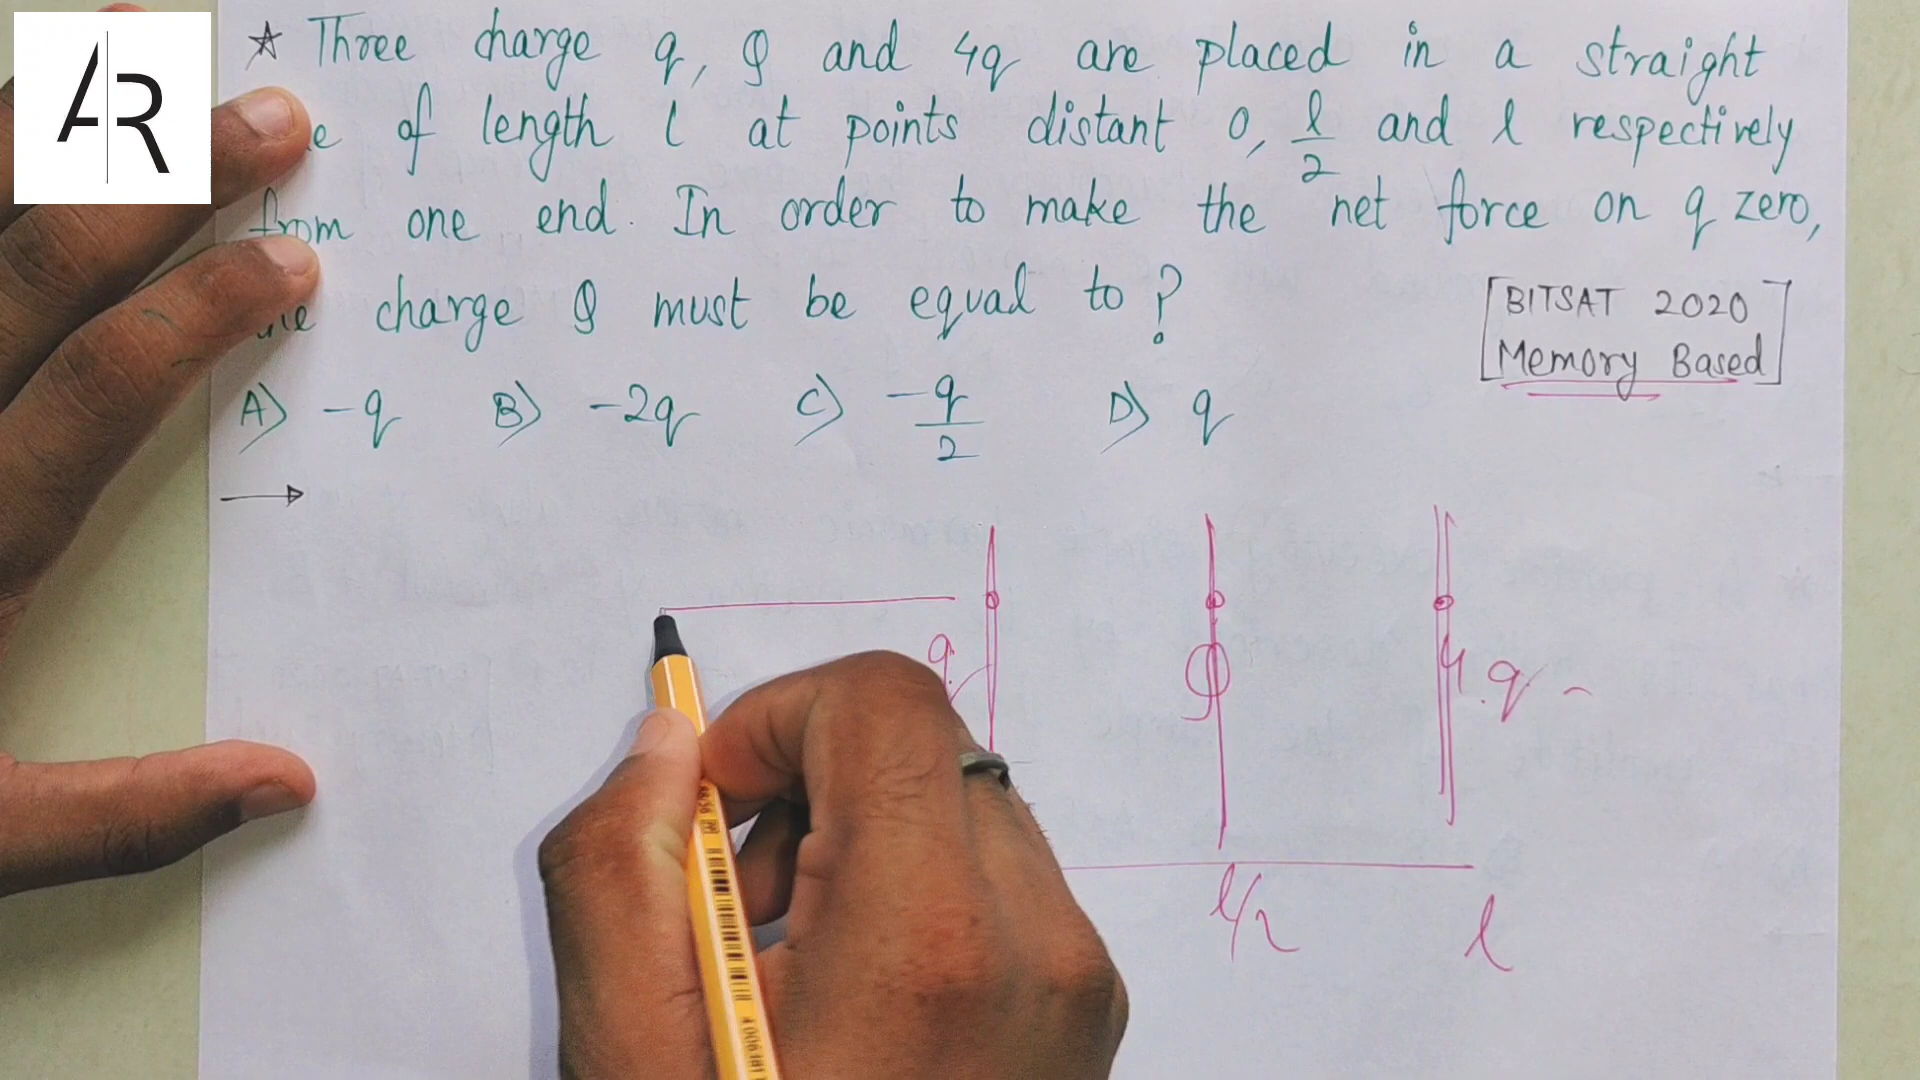 AR
☆ Three charge q, Q and 4q are placed in a straight
e of length l at points distant 0, l/2 and l respectively
from one end. In order to make the net force on q zero,
charge Q must be equal to?
[BITSAT 2020
Memory Based]
A) -q B) -2q C) -q/2 D) q
q Q 4q
l/2 l